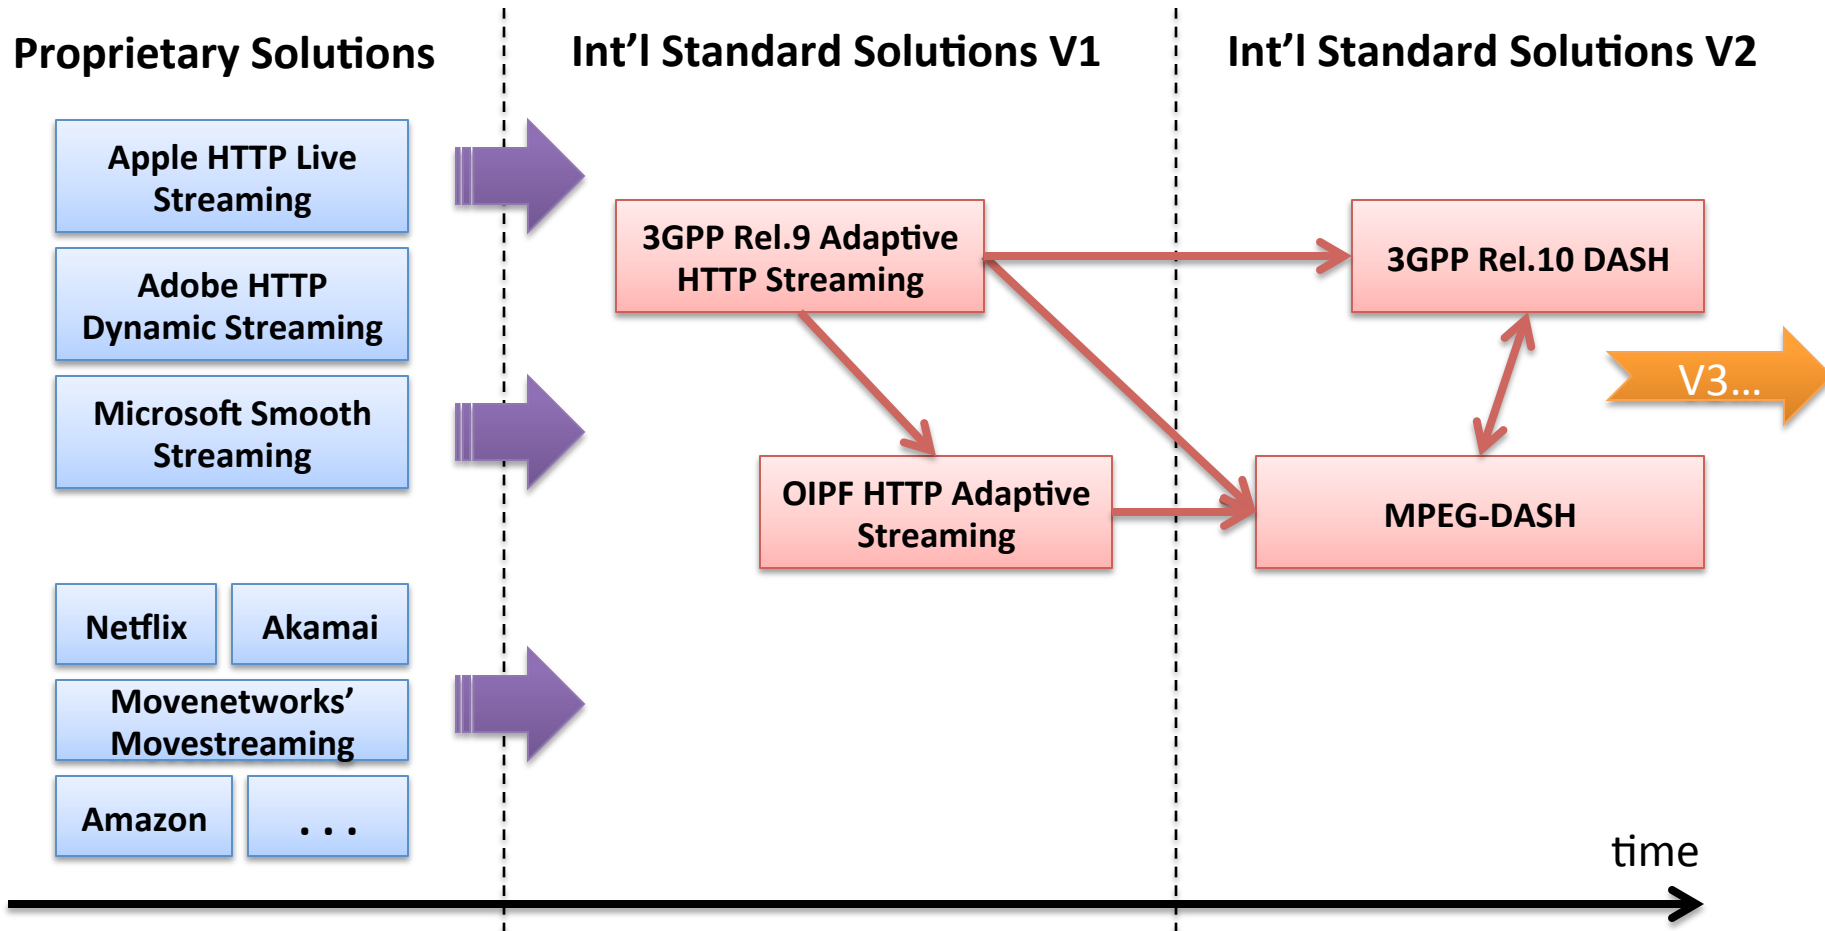 Proprietary Solutions
Int'l Standard Solutions V1
Int'l Standard Solutions V2
Apple HTTP Live
Streaming
Adobe HTTP
Dynamic Streaming
Microsoft Smooth
Streaming
Netflix
Akamai
Movenetworks'
Movestreaming
Amazon
. . .
3GPP Rel.9 Adaptive
HTTP Streaming
OIPF HTTP Adaptive
Streaming
3GPP Rel.10 DASH
MPEG-DASH
V3...
time